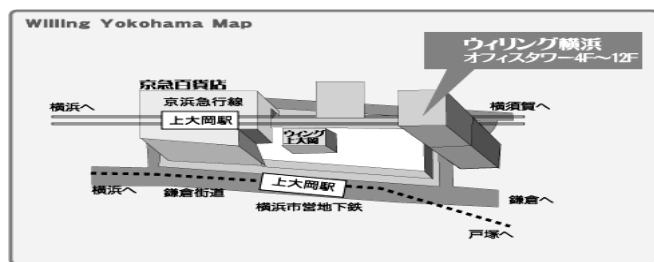 Willing Yokohama Map
ウィリング横浜
オフィスタワー4F～12F
京急百貨店
横浜へ
京浜急行線
横須賀へ
上大岡駅
ウィング
上大岡
横浜へ
鎌倉街道
上大岡駅
鎌倉へ
横浜市営地下鉄
戸塚へ